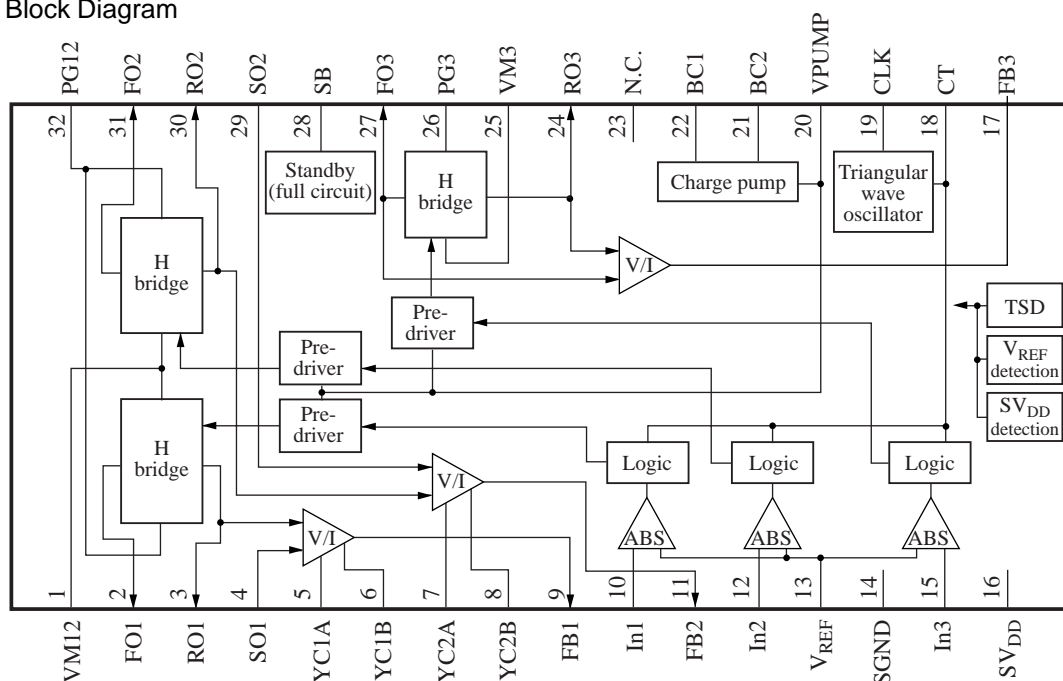 Block Diagram
PG12
FO2
RO2
SO2
SB
FO3
PG3
VM3
RO3
N.C.
BC1
BC2
VPUMP
CLK
CT
FB3
32
31
30
29
28
27
26
25
24
23
22
21
20
19
18
17
Standby
(full circuit)
H
bridge
Charge pump
Triangular
wave
oscillator
H
bridge
V/I
Pre-
driver
TSD
VREF
detection
SVDD
detection
Pre-
driver
Pre-
driver
H
bridge
Logic
Logic
Logic
V/I
V/I
ABS
ABS
ABS
1
2
3
4
5
6
7
8
9
10
11
12
13
14
15
16
VM12
FO1
RO1
SO1
YC1A
YC1B
YC2A
YC2B
FB1
In1
FB2
In2
VREF
SGND
In3
SVDD